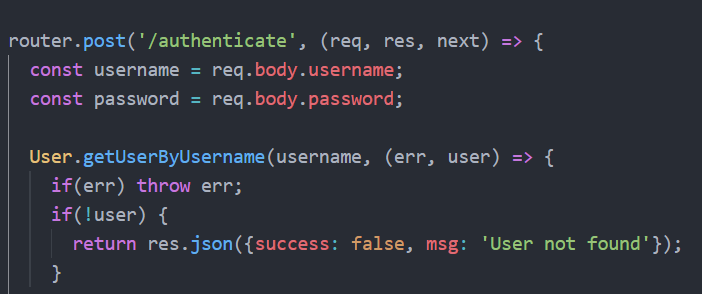 router.post('/authenticate', (req, res, next) => {
const username = req.body.username;
const password = req.body.password;
User.getUserByUsername(username, (err, user) => {
if(err) throw err;
if(!user) {
return res.json({success: false, msg: 'User not found'});
}